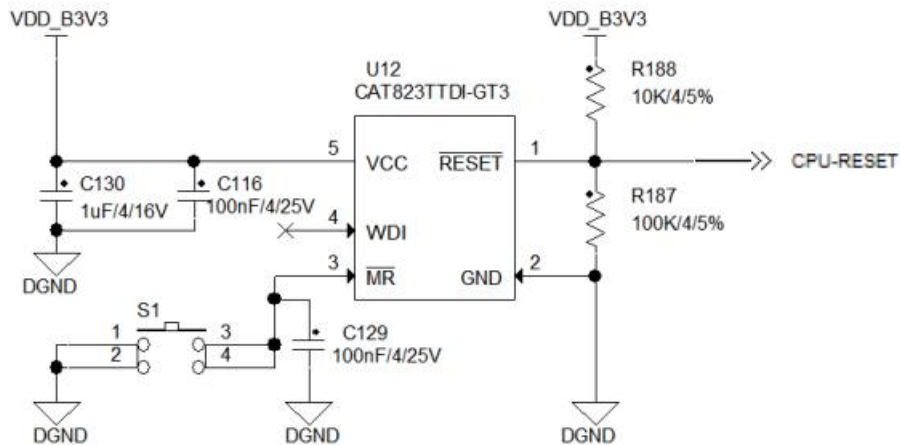 VDD_B3V3
VDD_B3V3
U12
CAT823TTDI-GT3
R188
10K/4/5%
5
VCC
RESET
1
CPU-RESET
C130
1uF/4/16V
C116
100nF/4/25V
R187
100K/4/5%
4
WDI
3
MR
GND
2
DGND
S1
1
2
3
4
C129
100nF/4/25V
DGND
DGND
DGND